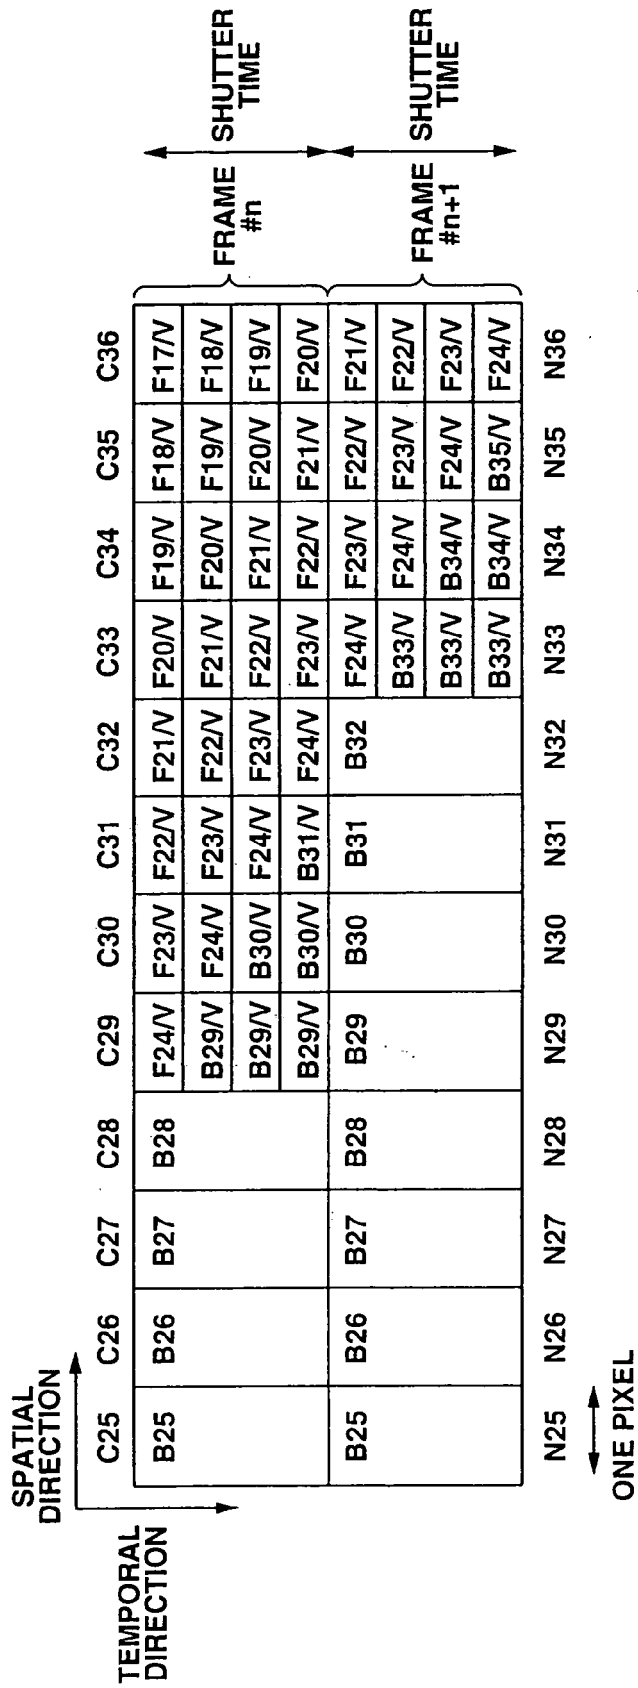 SPATIAL
DIRECTION
TEMPORAL
DIRECTION
C25 C26 C27 C28 C29 C30 C31 C32 C33 C34 C35 C36
B25 B26 B27 B28 F24/V F23/V F22/V F21/V F20/V F19/V F18/V F17/V
B29/V F24/V F23/V F22/V F21/V F20/V F19/V F18/V
B29/V B30/V F24/V F23/V F22/V F21/V F20/V F19/V
B29/V B30/V B31/V F24/V F23/V F22/V F21/V F20/V
FRAME
#n
SHUTTER
TIME
B25 B26 B27 B28 B29 B30 B31 B32 F24/V F23/V F22/V F21/V
B33/V F24/V F23/V F22/V
B33/V B34/V F24/V F23/V
B33/V B34/V B35/V F24/V
FRAME
#n+1
SHUTTER
TIME
N25 N26 N27 N28 N29 N30 N31 N32 N33 N34 N35 N36
ONE PIXEL